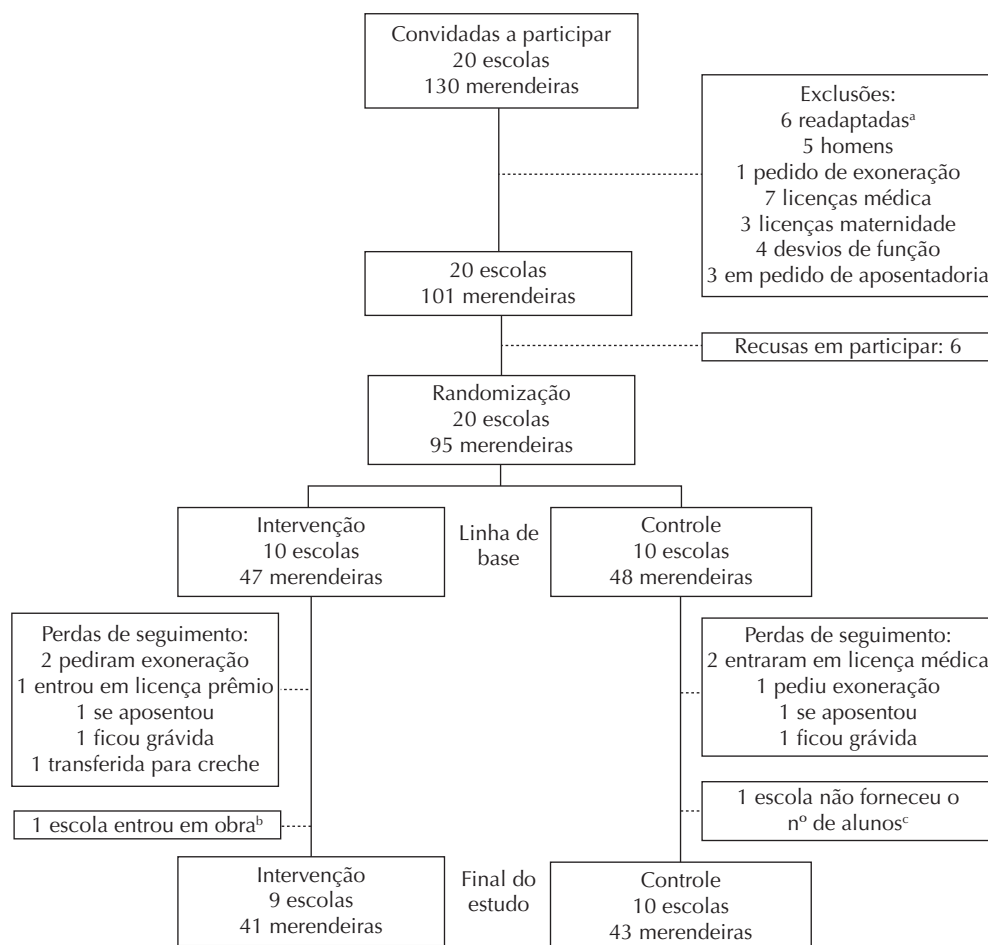 Convidadas a participar
20 escolas
130 merendeiras
Exclusões:
6 readaptadasª
5 homens
1 pedido de exoneração
7 licenças médica
3 licenças maternidade
4 desvios de função
3 em pedido de aposentadoria
20 escolas
101 merendeiras
Recusas em participar: 6
Randomização
20 escolas
95 merendeiras
Intervenção
10 escolas
47 merendeiras
Linha de
base
Controle
10 escolas
48 merendeiras
Perdas de seguimento:
2 pediram exoneração
1 entrou em licença prêmio
1 se aposentou
1 ficou grávida
1 transferida para creche
Perdas de seguimento:
2 entraram em licença médica
1 pediu exoneração
1 se aposentou
1 ficou grávida
1 escola entrou em obraᵇ
1 escola não forneceu o
nº de alunosᶜ
Intervenção
9 escolas
41 merendeiras
Final do
estudo
Controle
10 escolas
43 merendeiras